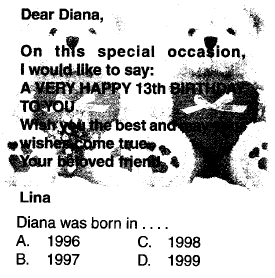 Dear Diana,
On this special occasion,
I would like to say:
A VERY HAPPY 13th BIRTHDAY
TO YOU
Wish you the best and
wishes come true.
Your beloved friend,
Lina
Diana was born in . . . .
A. 1996 C. 1998
B. 1997 D. 1999